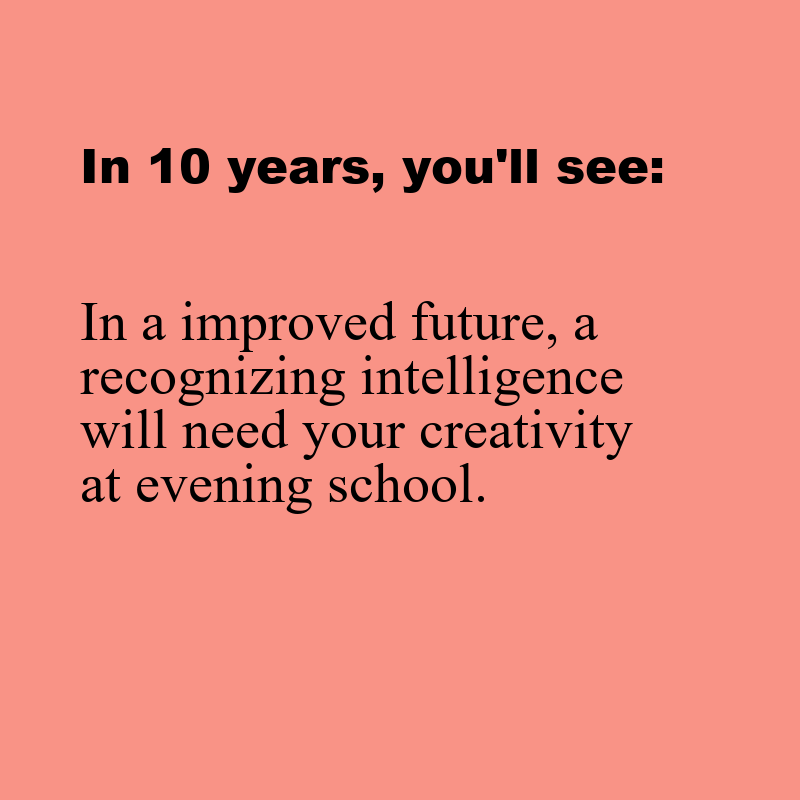 In 10 years, you'll see:
In a improved future, a
recognizing intelligence
will need your creativity
at evening school.